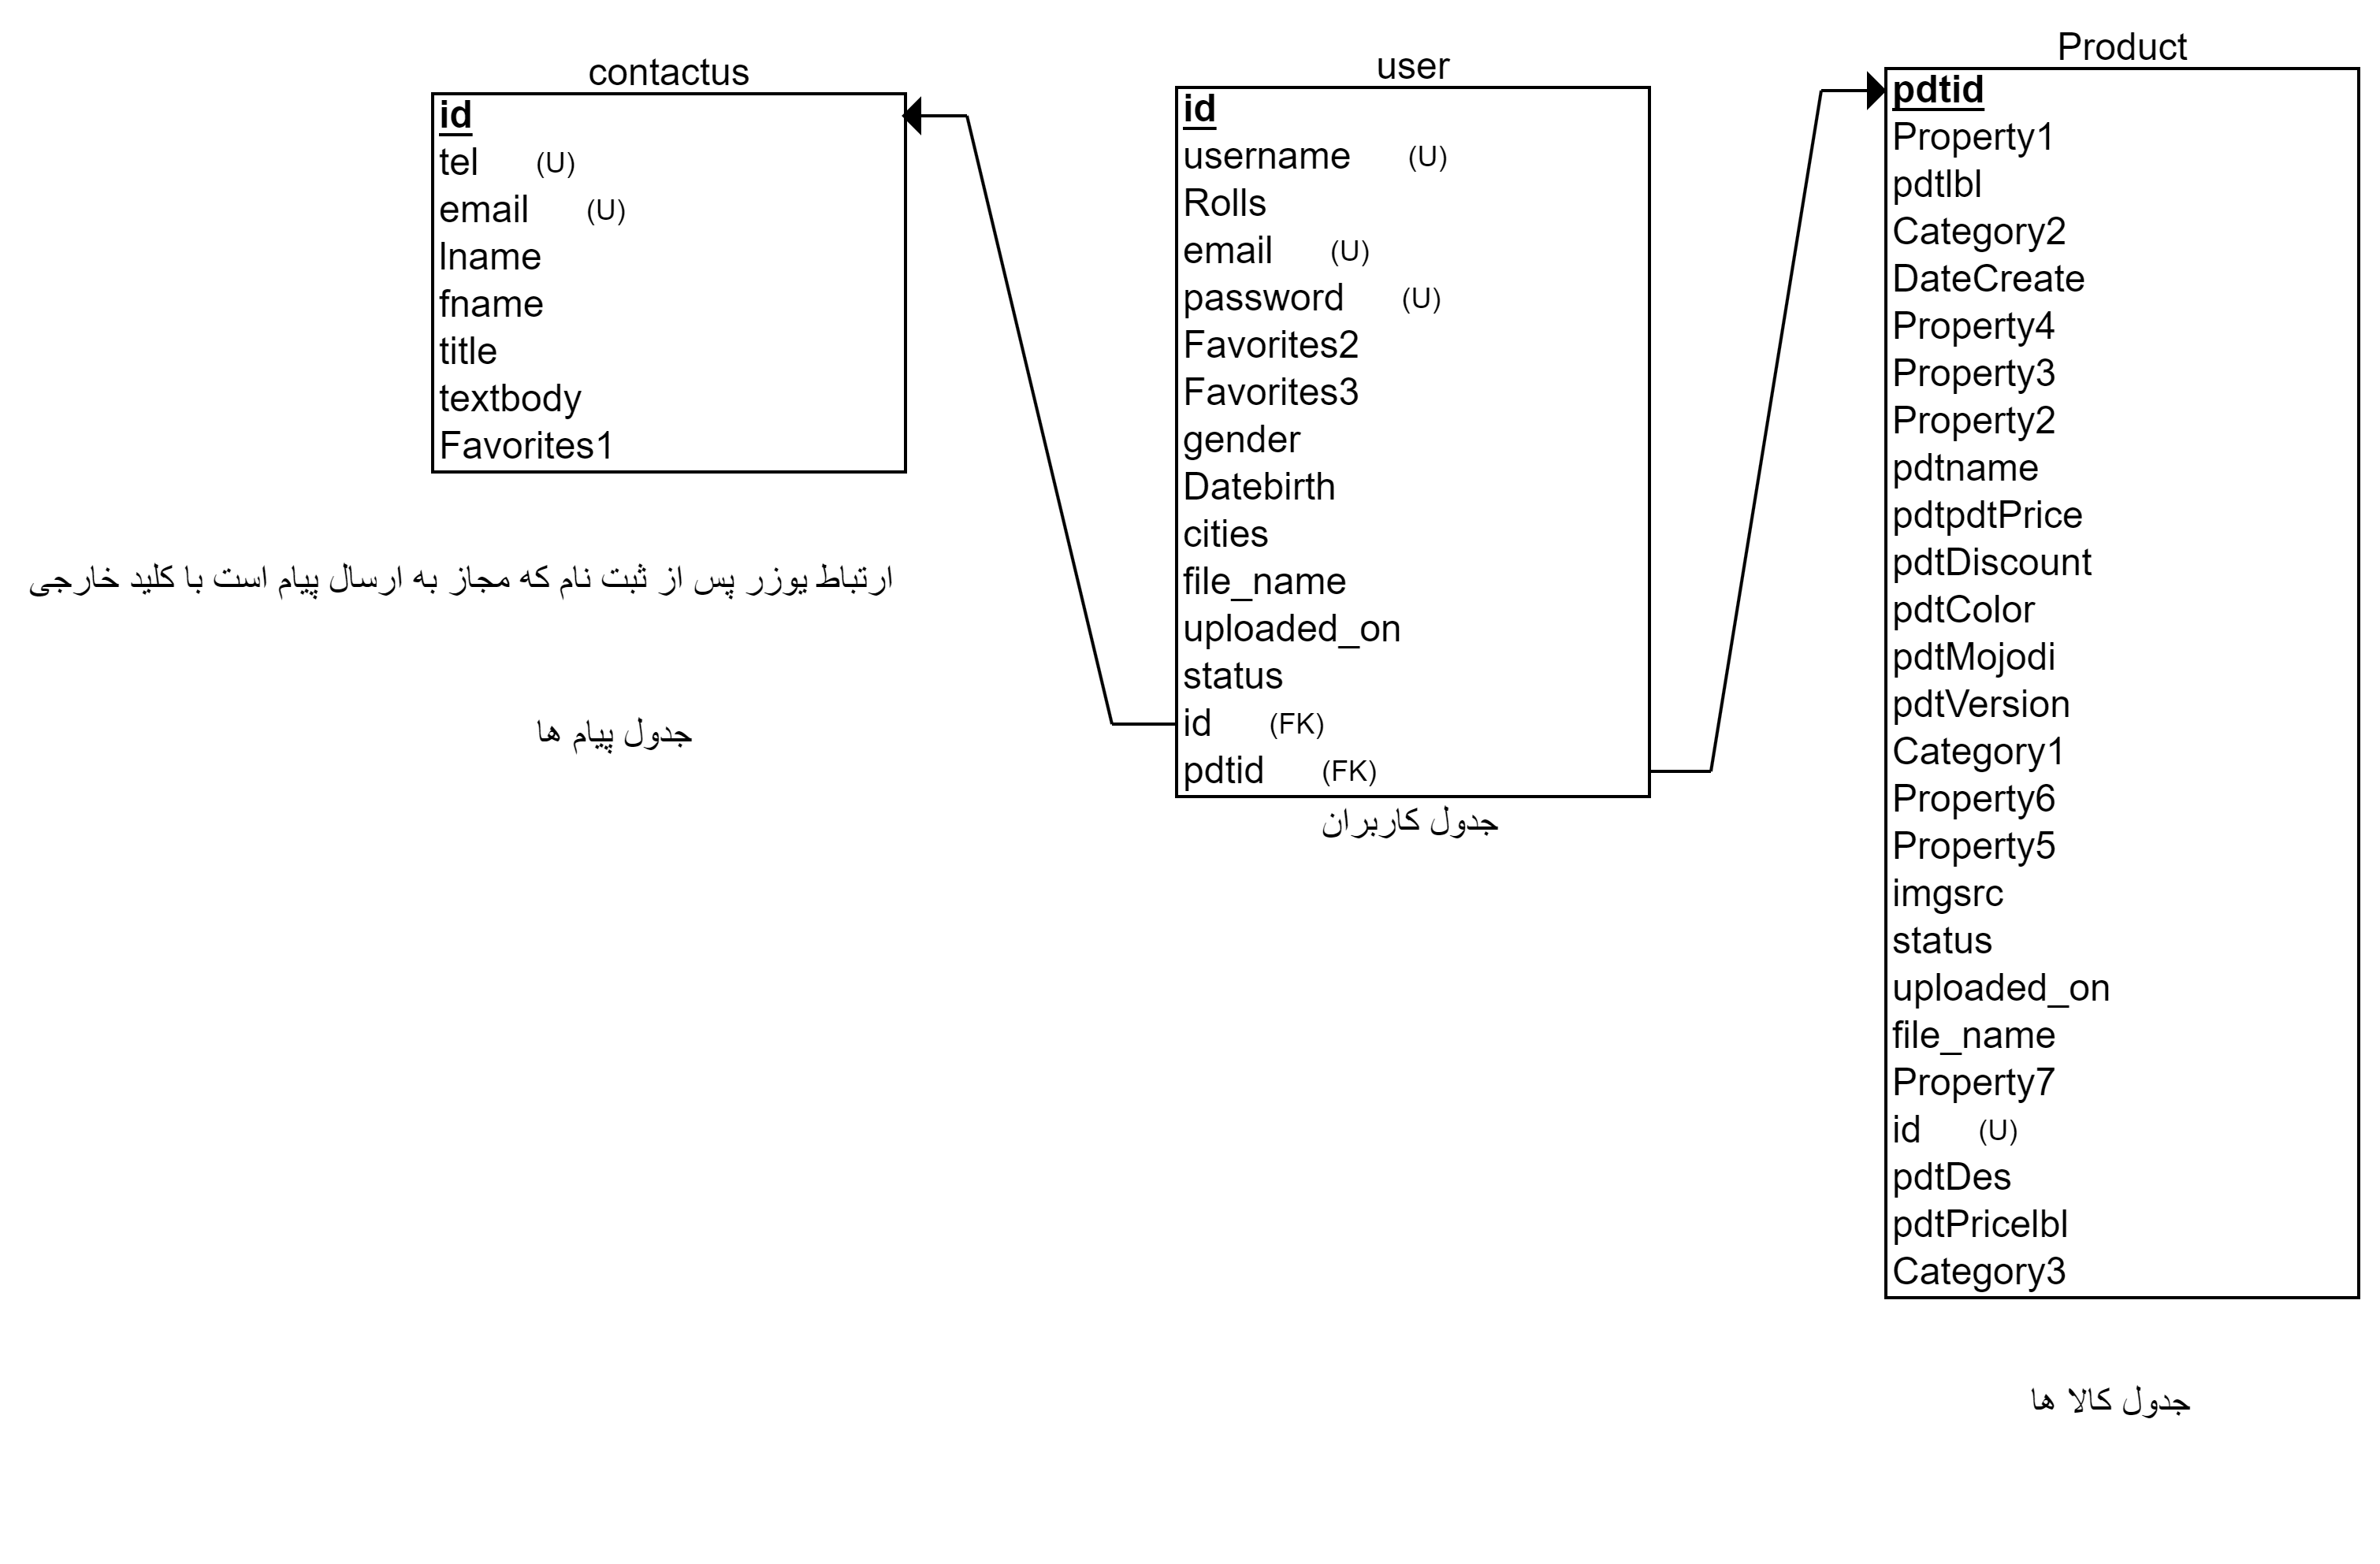 contactus
id
tel (U)
email (U)
lname
fname
title
textbody
Favorites1
ارتباط یوزر پس از ثبت نام که مجاز به ارسال پیام است با کلید خارجی
جدول پیام ها
user
id
username (U)
Rolls
email (U)
password (U)
Favorites2
Favorites3
gender
Datebirth
cities
file_name
uploaded_on
status
id (FK)
pdtid (FK)
جدول کاربران
Product
pdtid
Property1
pdtlbl
Category2
DateCreate
Property4
Property3
Property2
pdtname
pdtpdtPrice
pdtDiscount
pdtColor
pdtMojodi
pdtVersion
Category1
Property6
Property5
imgsrc
status
uploaded_on
file_name
Property7
id (U)
pdtDes
pdtPricelbl
Category3
جدول کالا ها